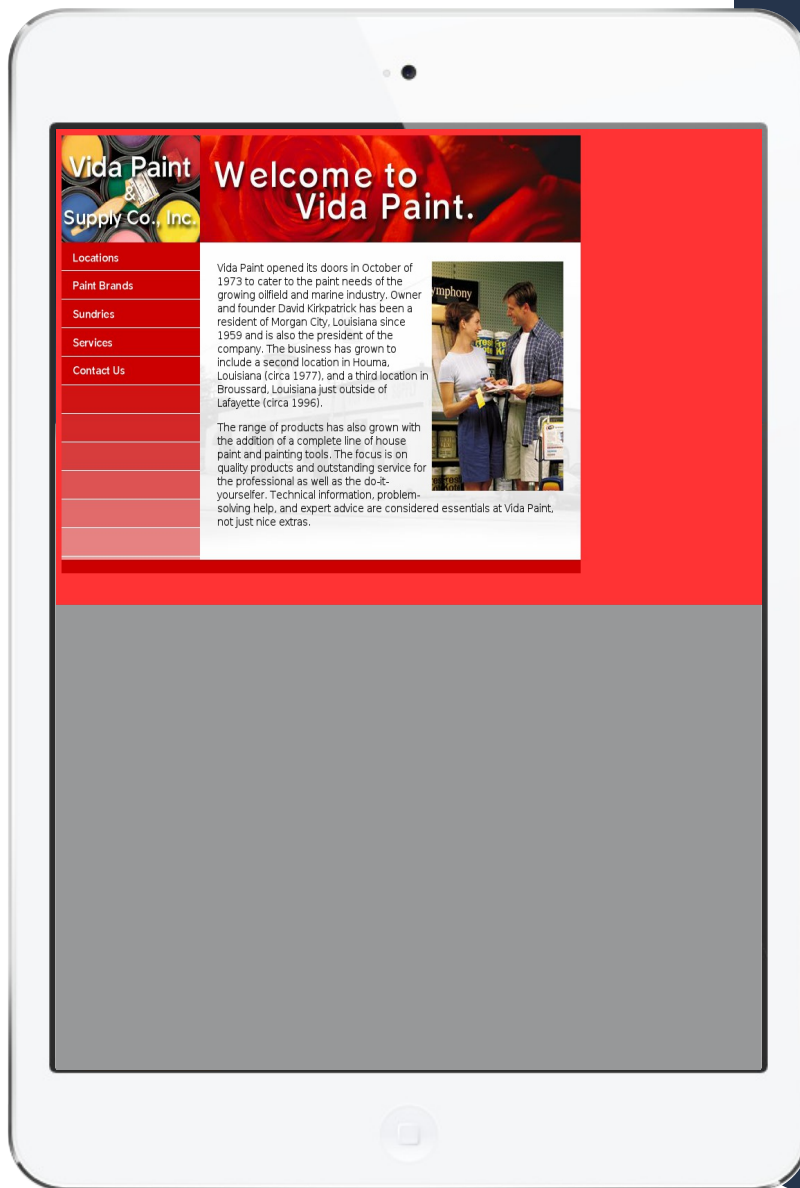 Vida Paint
&
Supply Co., Inc.
Welcome to
Vida Paint.
Locations
Paint Brands
Sundries
Services
Contact Us
Vida Paint opened its doors in October of
1973 to cater to the paint needs of the
growing oilfield and marine industry. Owner
and founder David Kirkpatrick has been a
resident of Morgan City, Louisiana since
1959 and is also the president of the
company. The business has grown to
include a second location in Houma,
Louisiana (circa 1977), and a third location in
Broussard, Louisiana just outside of
Lafayette (circa 1996).
The range of products has also grown with
the addition of a complete line of house
paint and painting tools. The focus is on
quality products and outstanding service for
the professional as well as the do-it-
yourselfer. Technical information, problem-
solving help, and expert advice are considered essentials at Vida Paint,
not just nice extras.
ymphony